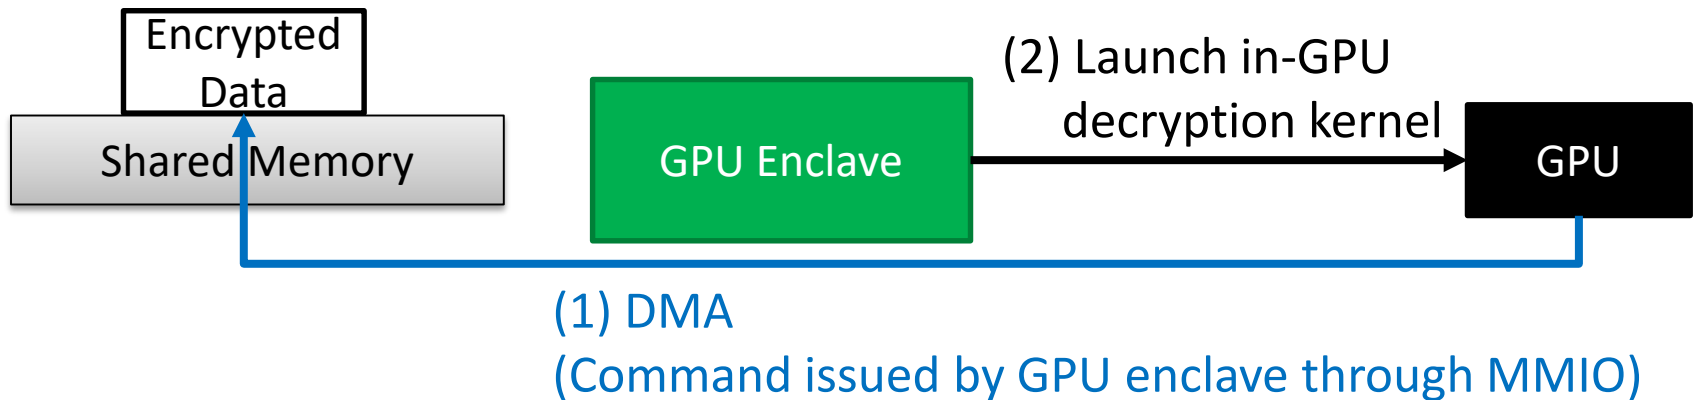 Encrypted
Data
Shared Memory
GPU Enclave
(2) Launch in-GPU
decryption kernel
GPU
(1) DMA
(Command issued by GPU enclave through MMIO)